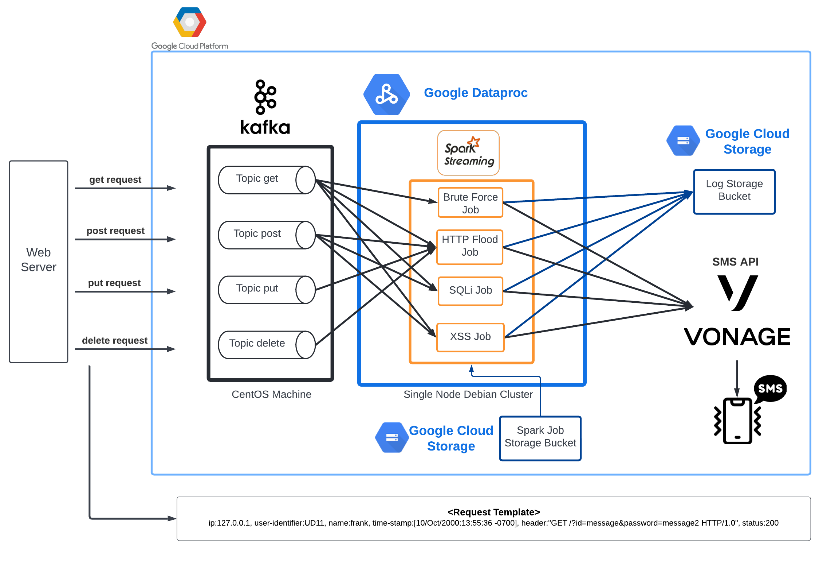 Google Cloud Platform
kafka
Google Dataproc
Spark
Streaming
Google Cloud
Storage
Log Storage
Bucket
get request
post request
put request
delete request
Web
Server
Topic get
Topic post
Topic put
Topic delete
Brute Force
Job
HTTP Flood
Job
SQLi Job
XSS Job
SMS API
VONAGE
SMS
CentOS Machine
Single Node Debian Cluster
Google Cloud
Storage
Spark Job
Storage Bucket
<Request Template>
ip:127.0.0.1, user-identifier:UD11, name:frank, time-stamp:[10/Oct/2000:13:55:36 -0700], header:"GET /?id=message&password=message2 HTTP/1.0", status:200